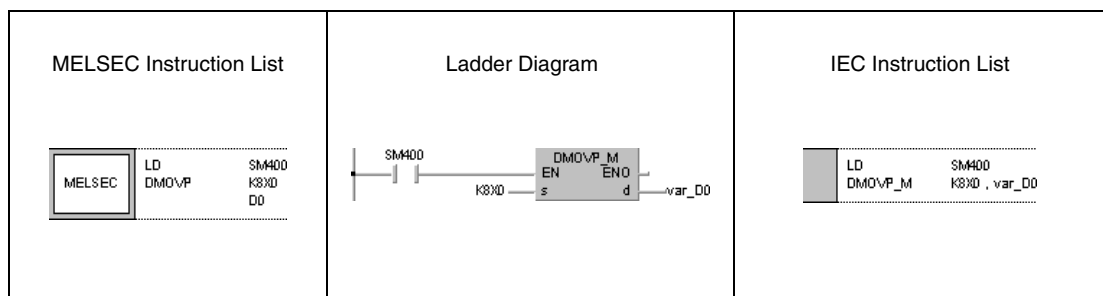 MELSEC Instruction List
MELSEC
LD SM400
DMOVP K8X0
D0
Ladder Diagram
SM400
DMOVP_M
EN ENO
K8X0 s d var_D0
IEC Instruction List
LD SM400
DMOVP_M K8X0 , var_D0